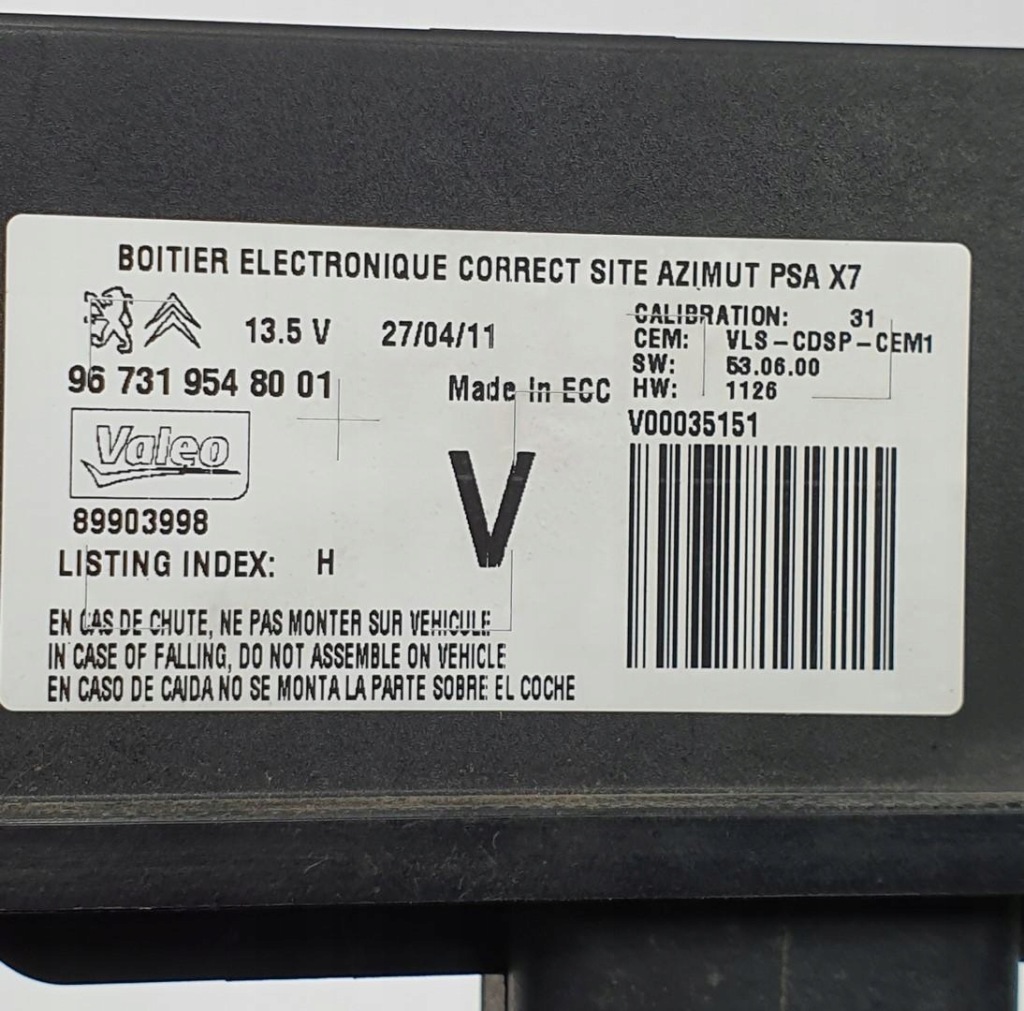 BOITIER ELECTRONIQUE CORRECT SITE AZIMUT PSA X7
13.5 V 27/04/11
CALIBRATION: 31
CEM: VLS-CDSP-CEM1
SW: 53.06.00
96 731 954 80 01 Made In ECC HW: 1126
V00035151
Valeo
V
89903998
LISTING INDEX: H
EN CAS DE CHUTE, NE PAS MONTER SUR VEHICULE
IN CASE OF FALLING, DO NOT ASSEMBLE ON VEHICLE
EN CASO DE CAIDA NO SE MONTA LA PARTE SOBRE EL COCHE